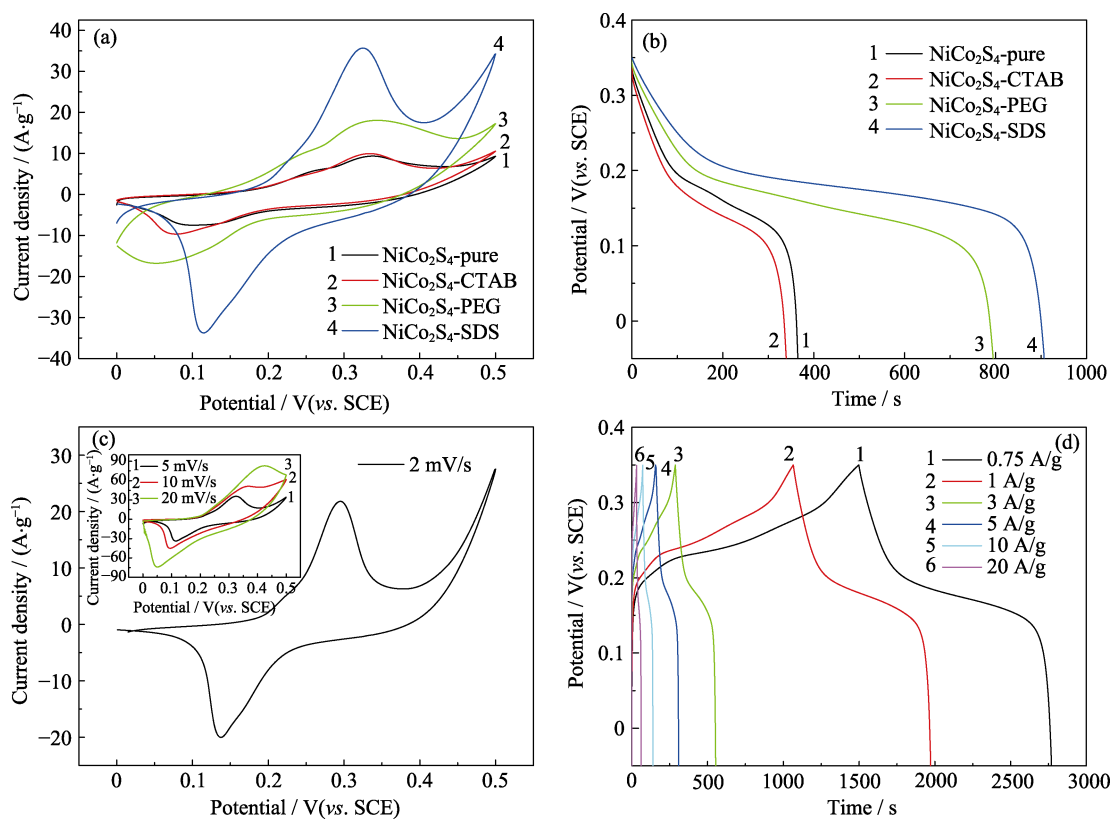 (a)
40
30
20
10
0
−10
−20
−30
−40
Current density / (A·g⁻¹)
4
3
2
1
1 NiCo₂S₄-pure
2 NiCo₂S₄-CTAB
3 NiCo₂S₄-PEG
4 NiCo₂S₄-SDS
0 0.1 0.2 0.3 0.4 0.5
Potential / V(vs. SCE)
(b)
0.4
0.3
0.2
0.1
0
Potential / V(vs. SCE)
1 NiCo₂S₄-pure
2 NiCo₂S₄-CTAB
3 NiCo₂S₄-PEG
4 NiCo₂S₄-SDS
2 1 3 4
0 200 400 600 800 1000
Time / s
(c)
30
20
10
0
−10
−20
Current density / (A·g⁻¹)
2 mV/s
90
60
30
0
−30
−60
−90
Current density / (A·g⁻¹)
1 5 mV/s
2 10 mV/s
3 20 mV/s
3
2
1
0 0.1 0.2 0.3 0.4 0.5
Potential / V(vs. SCE)
0 0.1 0.2 0.3 0.4 0.5
Potential / V(vs. SCE)
(d)
0.4
0.3
0.2
0.1
0
Potential / V(vs. SCE)
6 5 4 3 2 1
1 0.75 A/g
2 1 A/g
3 3 A/g
4 5 A/g
5 10 A/g
6 20 A/g
0 500 1000 1500 2000 2500 3000
Time / s